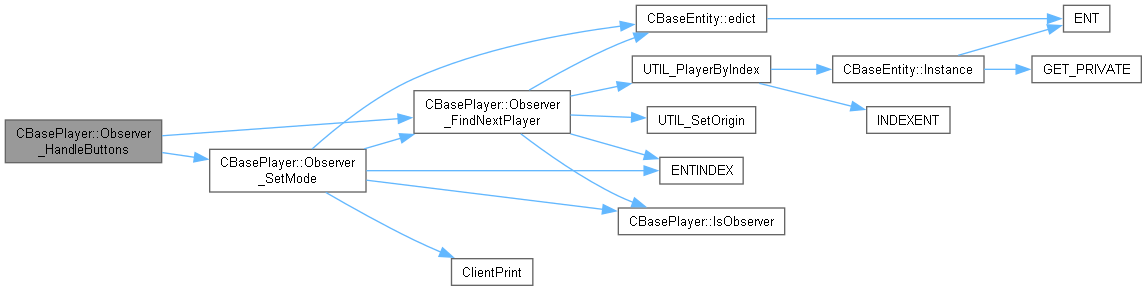 CBasePlayer::Observer
_HandleButtons
CBasePlayer::Observer
_SetMode
CBasePlayer::Observer
_FindNextPlayer
CBaseEntity::edict
UTIL_PlayerByIndex
UTIL_SetOrigin
ENTINDEX
CBasePlayer::IsObserver
ClientPrint
CBaseEntity::Instance
INDEXENT
ENT
GET_PRIVATE